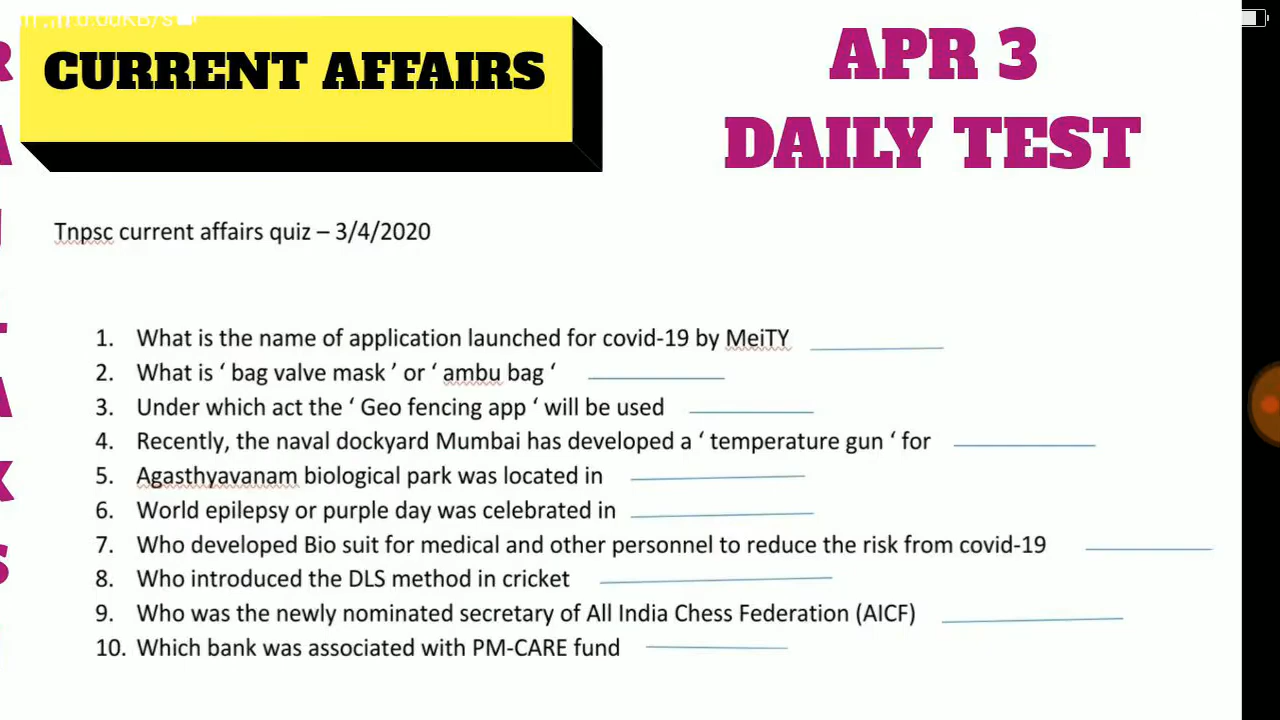 CURRENT AFFAIRS
APR 3
DAILY TEST
Tnpsc current affairs quiz – 3/4/2020
1. What is the name of application launched for covid-19 by MeiTY
2. What is ‘ bag valve mask ’ or ‘ ambu bag ‘
3. Under which act the ‘ Geo fencing app ‘ will be used
4. Recently, the naval dockyard Mumbai has developed a ‘ temperature gun ‘ for
5. Agasthyavanam biological park was located in
6. World epilepsy or purple day was celebrated in
7. Who developed Bio suit for medical and other personnel to reduce the risk from covid-19
8. Who introduced the DLS method in cricket
9. Who was the newly nominated secretary of All India Chess Federation (AICF)
10. Which bank was associated with PM-CARE fund